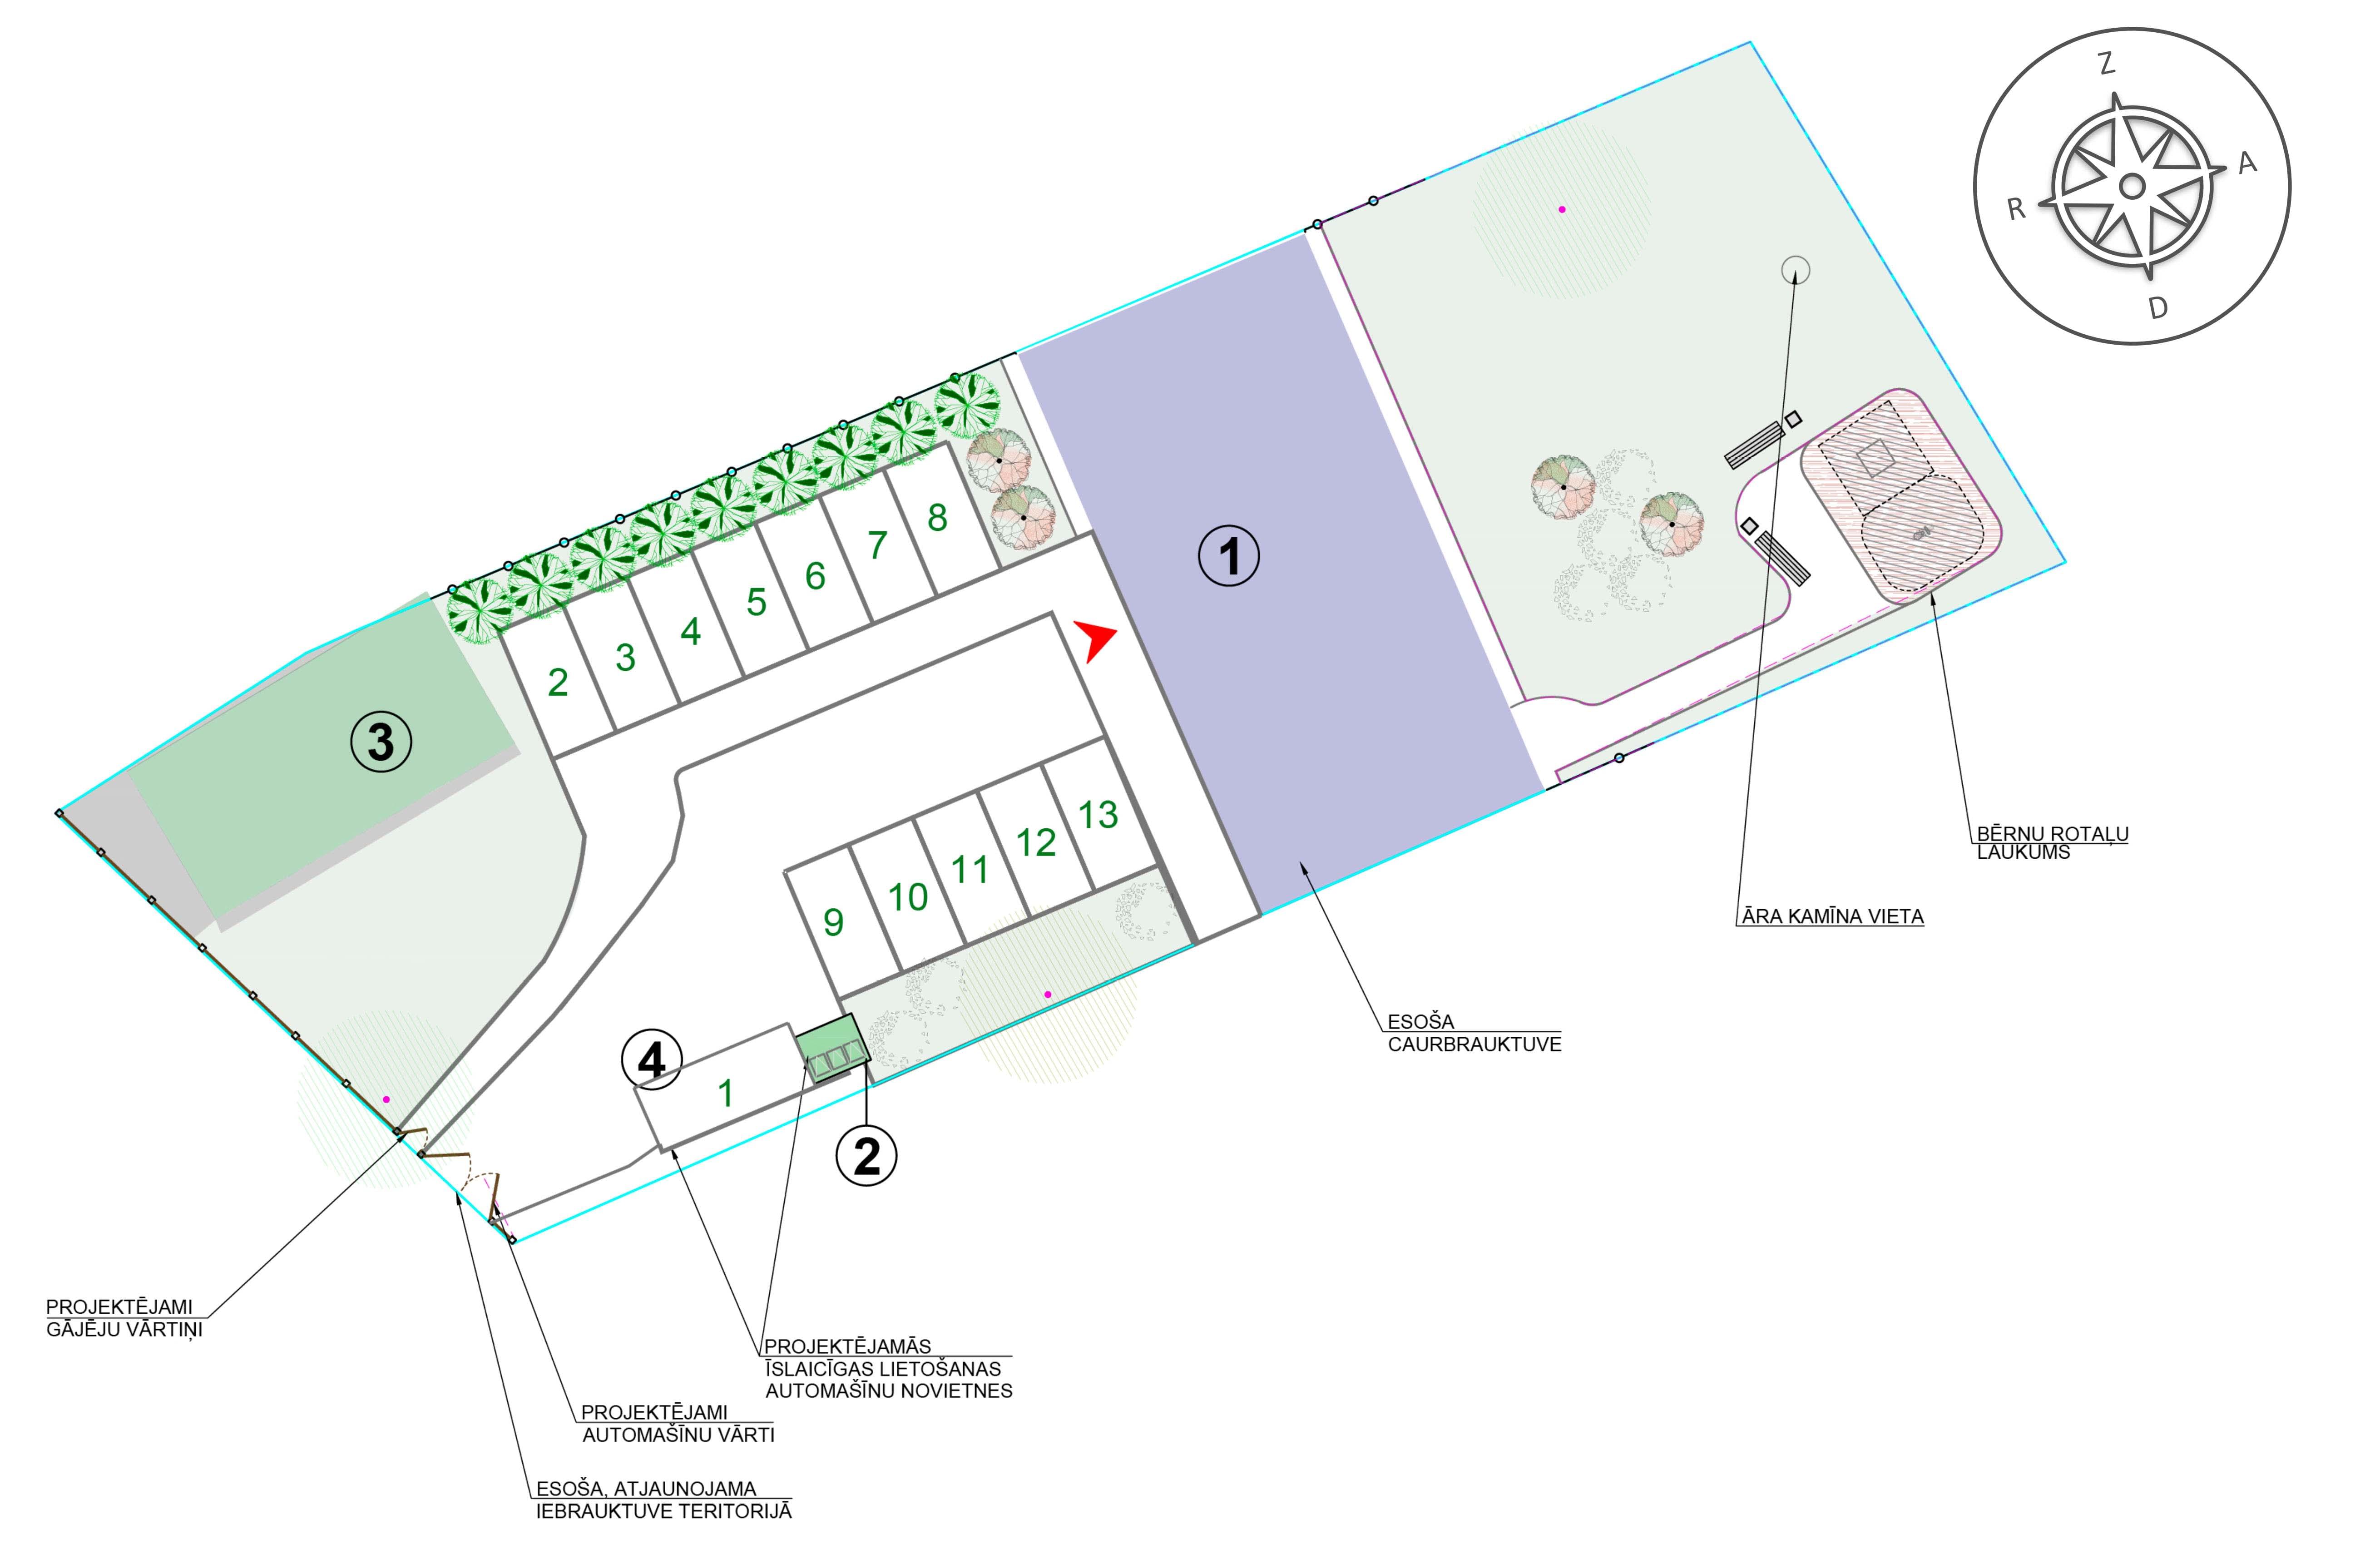 Z
A
R
D
1
8
7
6
5
4
3
2
3
13
12
11
10
9
4
1
2
BĒRNU ROTAĻU
LAUKUMS
ĀRA KAMĪNA VIETA
ESOŠA
CAURBRAUKTUVE
PROJEKTĒJAMI
GĀJĒJU VĀRTIŅI
PROJEKTĒJAMĀS
ĪSLAICĪGAS LIETOŠANAS
AUTOMAŠĪNU NOVIETNES
PROJEKTĒJAMI
AUTOMAŠĪNU VĀRTI
ESOŠA, ATJAUNOJAMA
IEBRAUKTUVE TERITORIJĀ